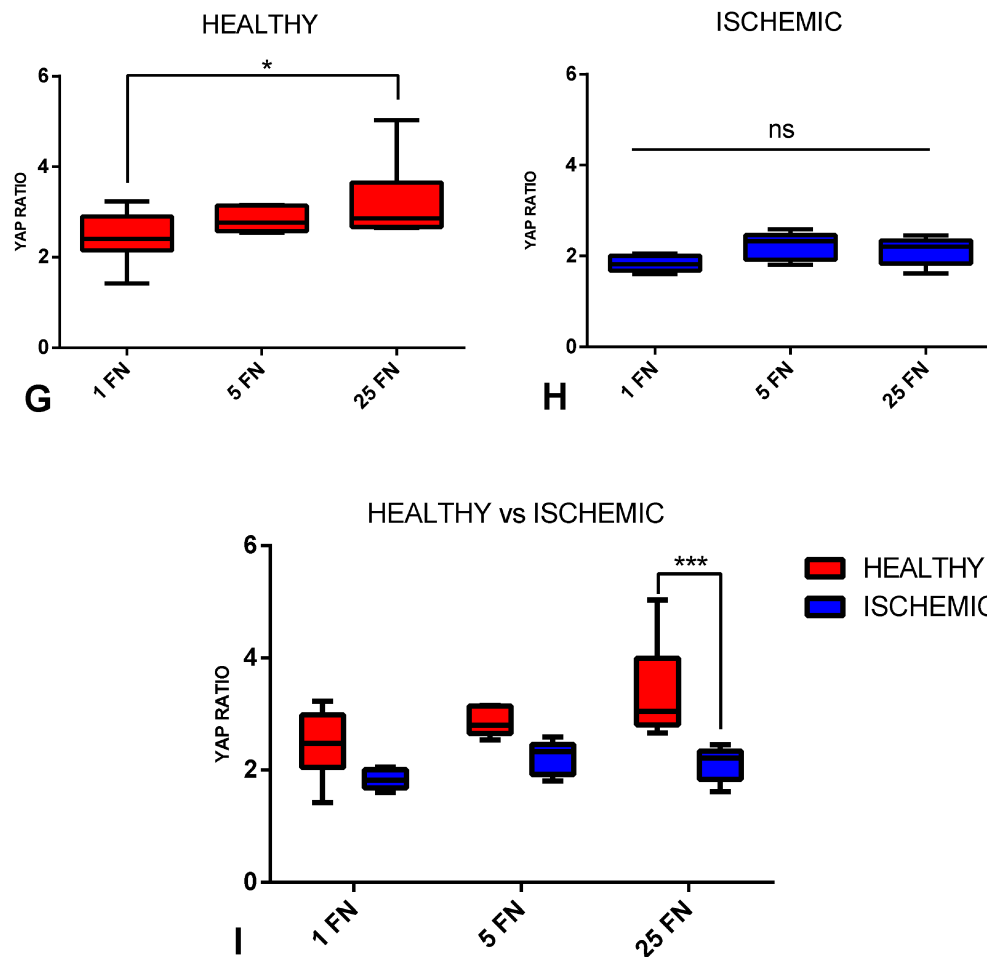 HEALTHY
*
6
4
2
0
YAP RATIO
1 FN
5 FN
25 FN
G
ISCHEMIC
ns
6
4
2
0
YAP RATIO
1 FN
5 FN
25 FN
H
HEALTHY vs ISCHEMIC
***
6
4
2
0
YAP RATIO
1 FN
5 FN
25 FN
HEALTHY
ISCHEMIC
I